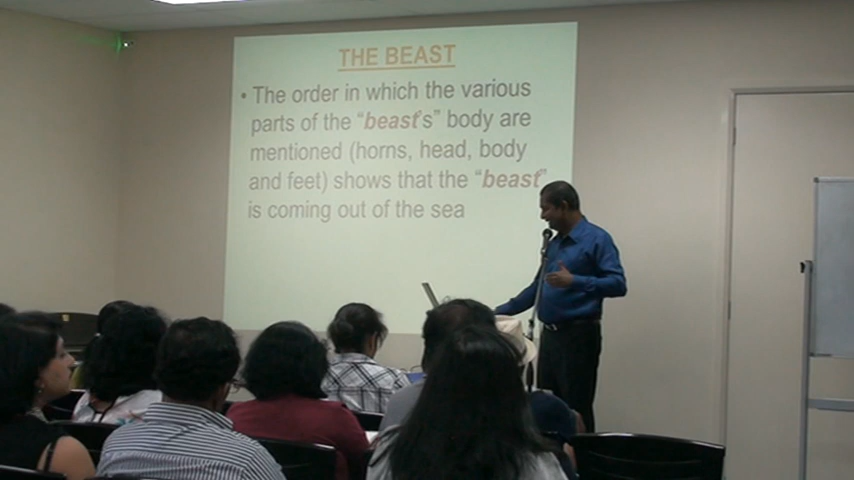 THE BEAST
• The order in which the various
parts of the “beast’s” body are
mentioned (horns, head, body
and feet) shows that the “beast”
is coming out of the sea